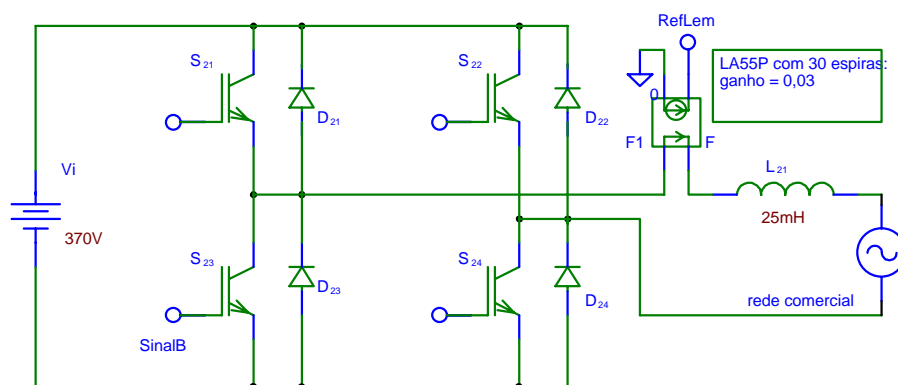 RefLem
LA55P com 30 espiras:
ganho = 0,03
S21
S22
0
D21
D22
F1
F
Vi
L21
370V
25mH
S23
S24
D23
D24
rede comercial
SinalB